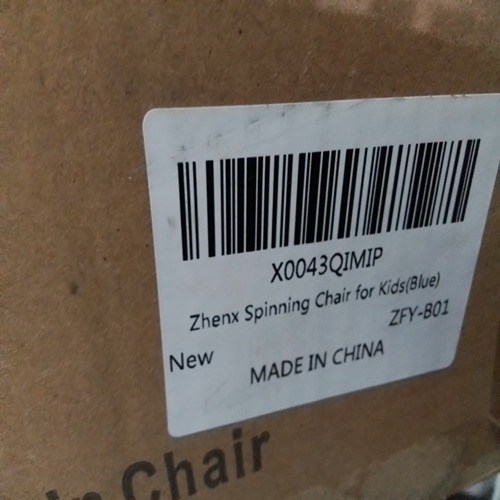 X0043QIMIP
Zhenx Spinning Chair for Kids(Blue)
ZFY-B01
New
MADE IN CHINA
Chair